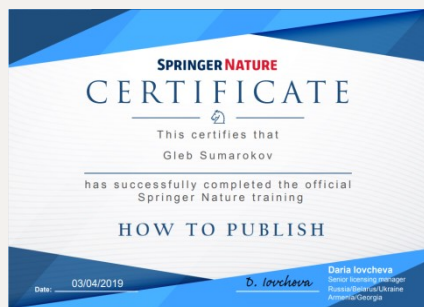 SPRINGER NATURE
CERTIFICATE
This certifies that
Gleb Sumarokov
has successfully completed the official
Springer Nature training
HOW TO PUBLISH
Date: 03/04/2019
D. Iovcheva
Daria Iovcheva
Senior licensing manager
Russia/Belarus/Ukraine
Armenia/Georgia